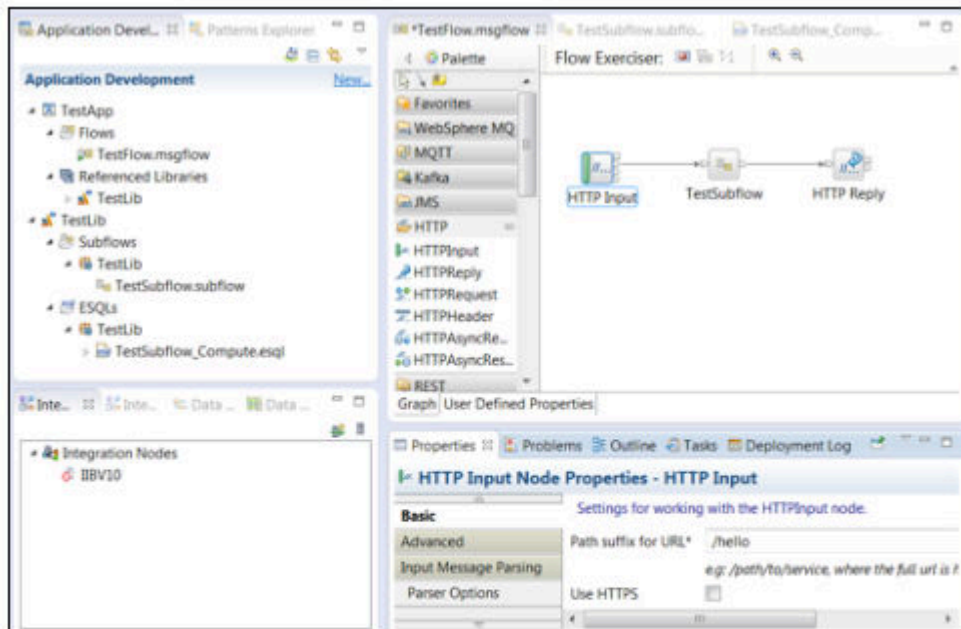 Application Devel...
Patterns Explorer
Application Development
New...
TestApp
Flows
TestFlow.msgflow
Referenced Libraries
TestLib
TestLib
Subflows
TestLib
TestSubflow.subflow
ESQLs
TestLib
TestSubflow_Compute.esql
Inte...
Inte...
Data ...
Data ...
Integration Nodes
IIBV10
*TestFlow.msgflow
TestSubflow.subflo...
TestSubflow_Comp...
Palette
Flow Exerciser:
Favorites
WebSphere MQ
MQTT
Kafka
JMS
HTTP
HTTPInput
HTTPReply
HTTPRequest
HTTPHeader
HTTPAsyncRe...
HTTPAsyncRes...
REST
HTTP Input
TestSubflow
HTTP Reply
Graph User Defined Properties
Properties
Problems
Outline
Tasks
Deployment Log
HTTP Input Node Properties - HTTP Input
Basic
Advanced
Input Message Parsing
Parser Options
Settings for working with the HTTPInput node.
Path suffix for URL* /hello
e.g: /path/to/service, where the full url is
Use HTTPS